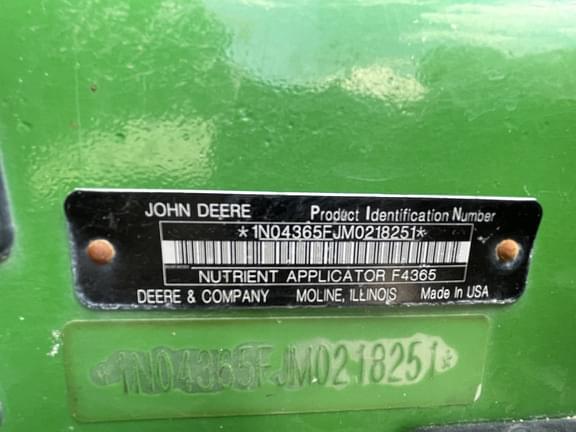 JOHN DEERE Product Identification Number
*1N04365FJM0218251*
NUTRIENT APPLICATOR F4365
DEERE & COMPANY MOLINE, ILLINOIS Made In USA
1N04365FJM0218251*